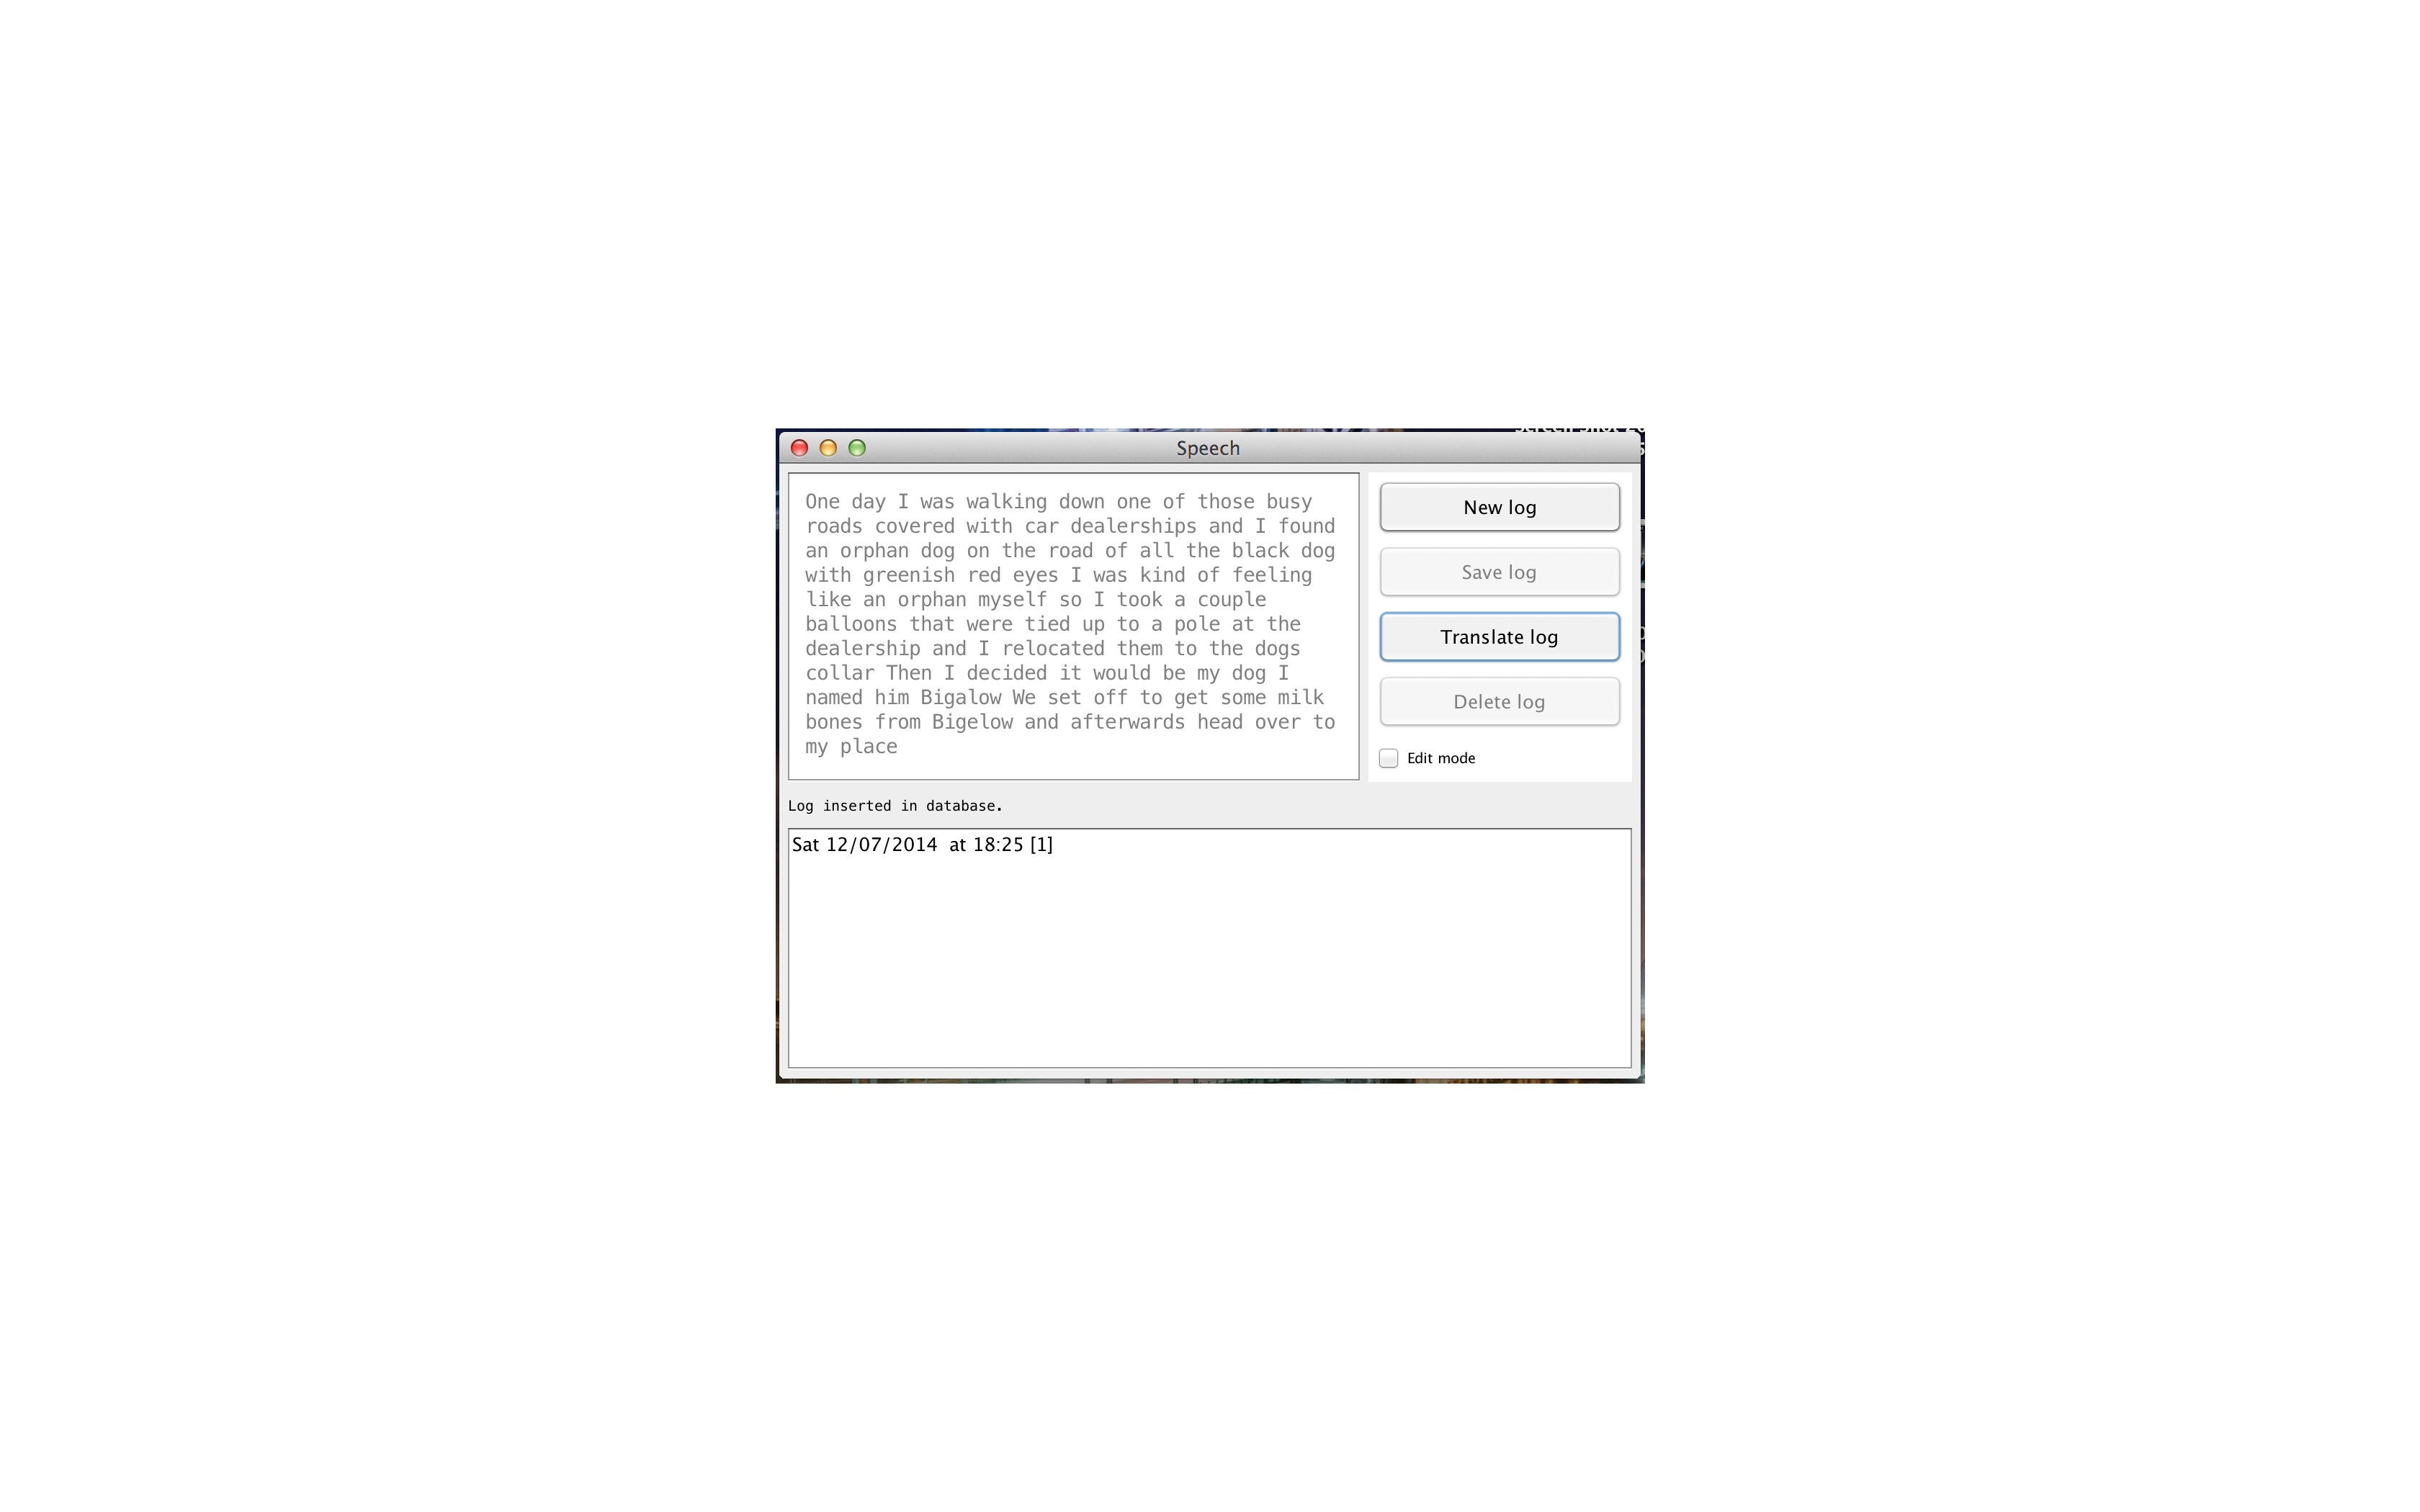 Speech
One day I was walking down one of those busy
roads covered with car dealerships and I found
an orphan dog on the road of all the black dog
with greenish red eyes I was kind of feeling
like an orphan myself so I took a couple
balloons that were tied up to a pole at the
dealership and I relocated them to the dogs
collar Then I decided it would be my dog I
named him Bigalow We set off to get some milk
bones from Bigelow and afterwards head over to
my place
New log
Save log
Translate log
Delete log
Edit mode
Log inserted in database.
Sat 12/07/2014 at 18:25 [1]